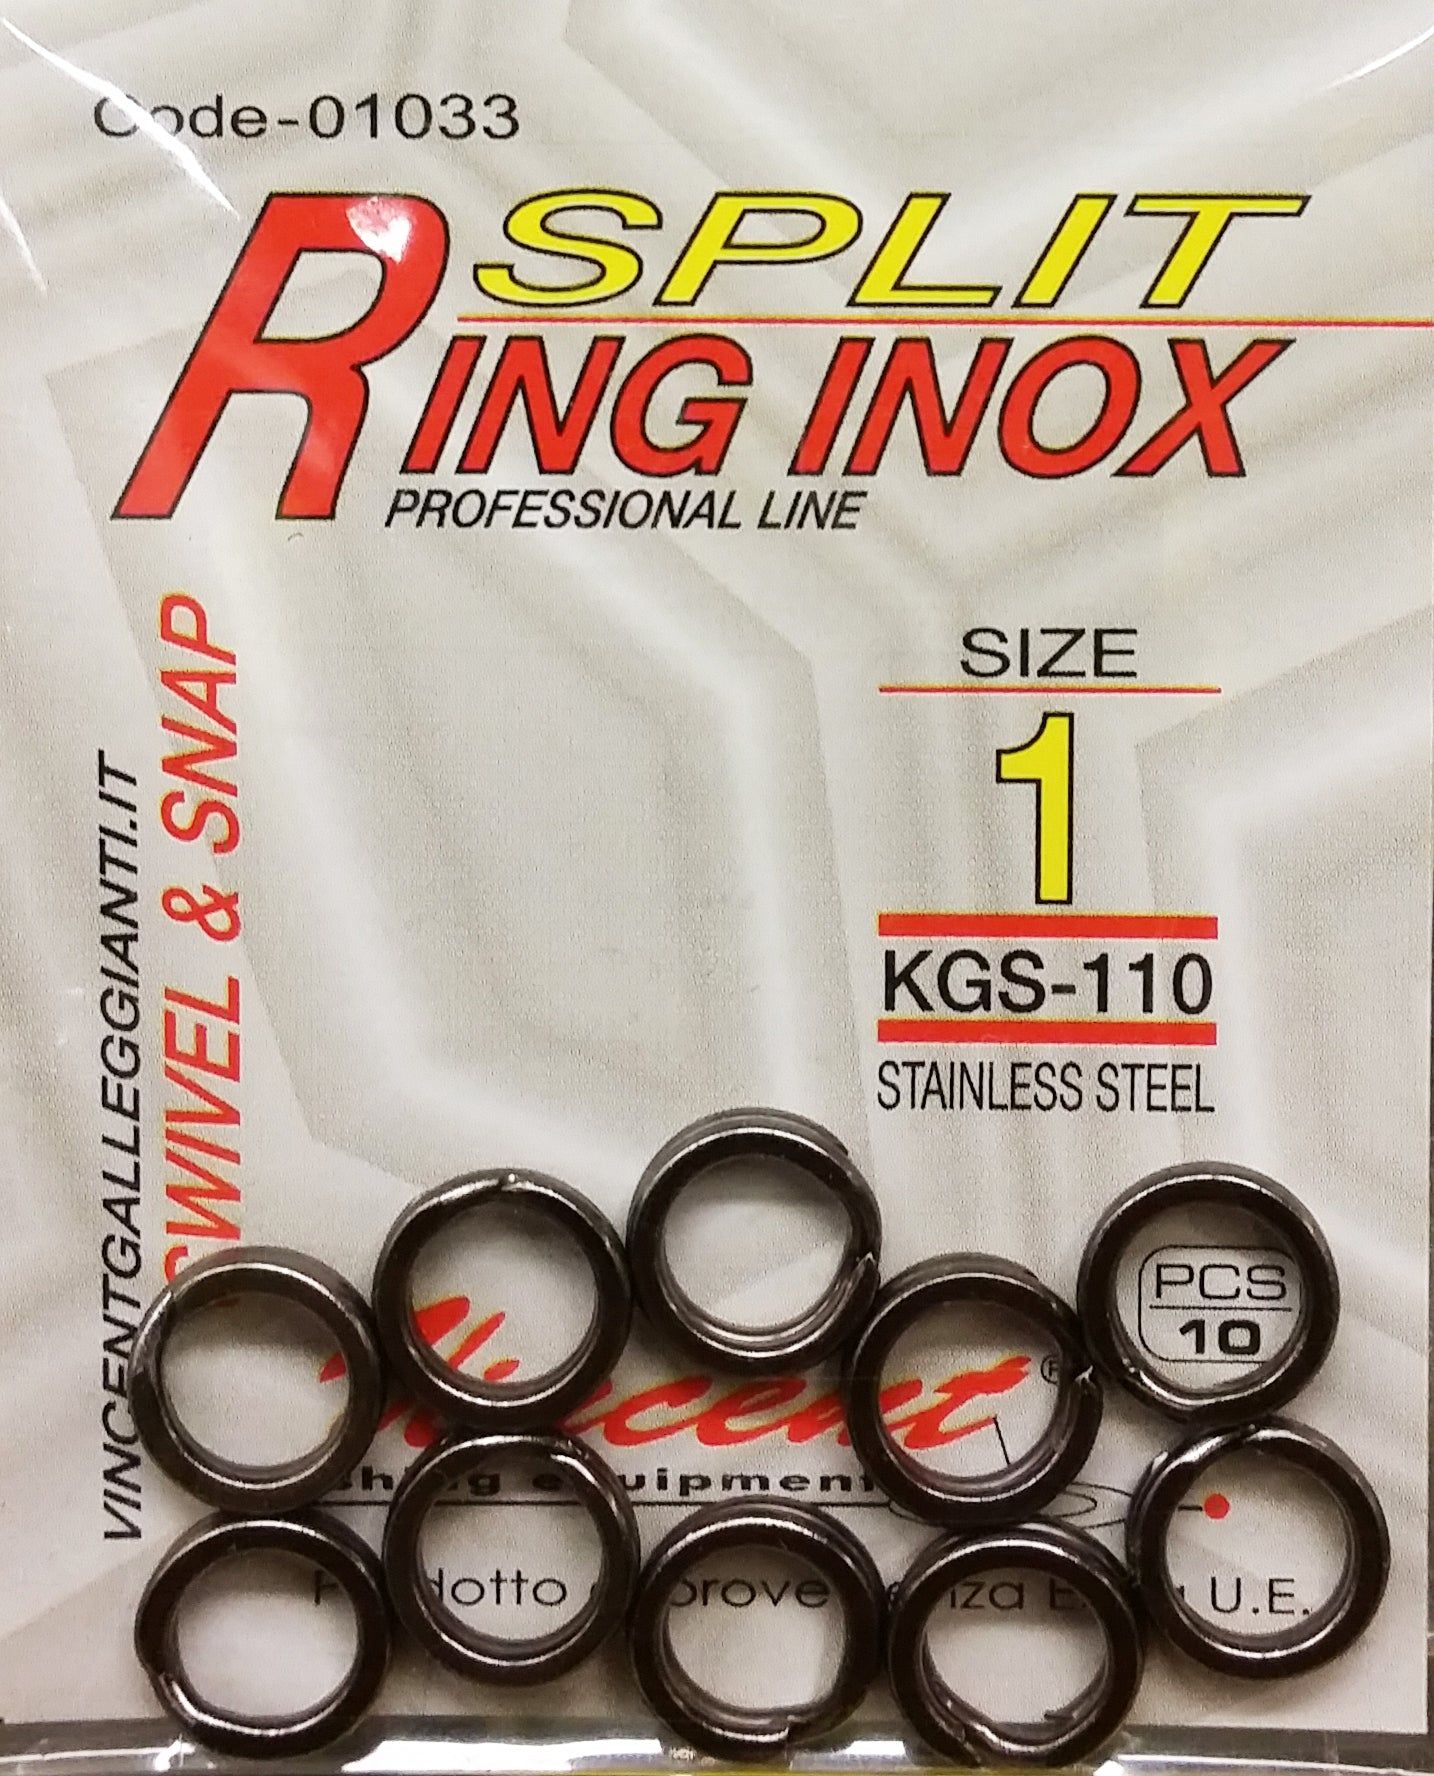 Code-01033
SPLIT
RING INOX
PROFESSIONAL LINE
SIZE
1
KGS-110
STAINLESS STEEL
VINCENTGALLEGGIANTI.IT
SWIVEL & SNAP
PCS
10
Vincent
U.E.